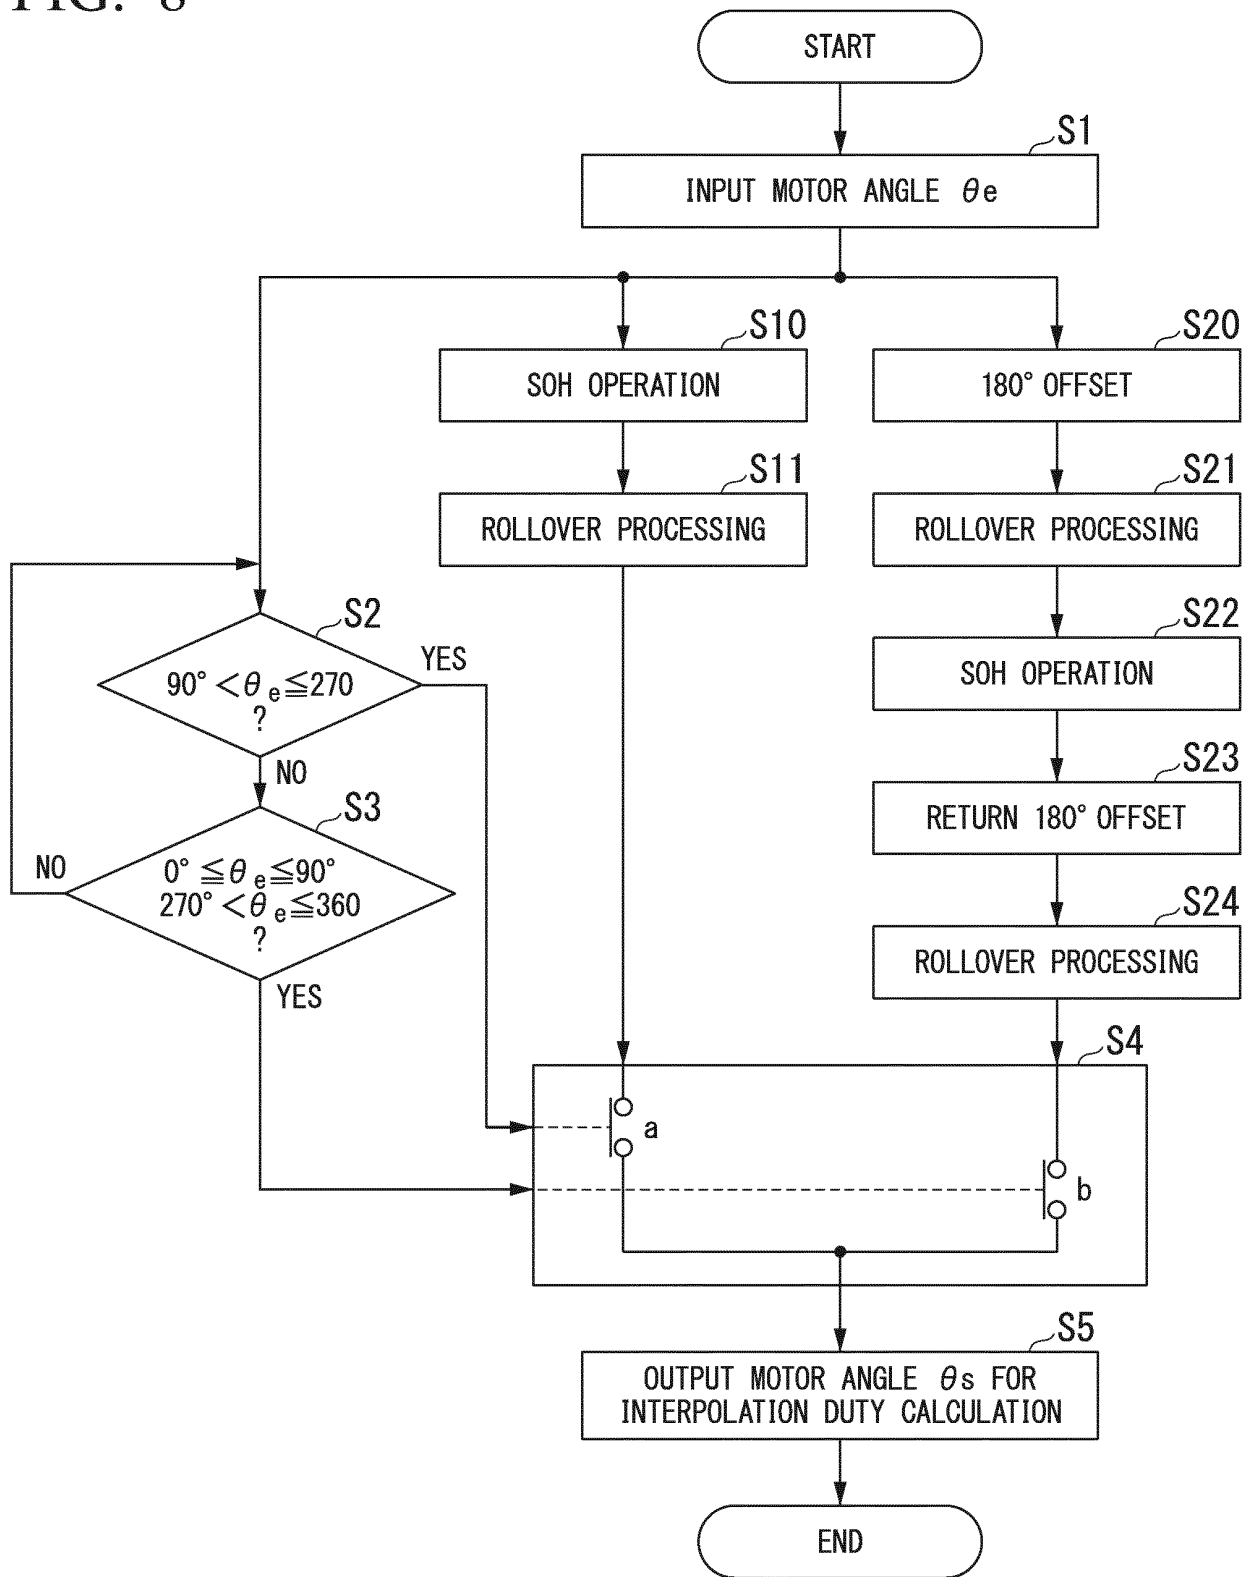 FIG. 8
START
S1
INPUT MOTOR ANGLE θe
S10
SOH OPERATION
S20
180° OFFSET
S11
ROLLOVER PROCESSING
S21
ROLLOVER PROCESSING
S2
90° <θe≦270
?
YES
NO
S22
SOH OPERATION
S3
0° ≦θe≦90°
270° <θe≦360
?
NO
YES
S23
RETURN 180° OFFSET
S24
ROLLOVER PROCESSING
S4
a
b
S5
OUTPUT MOTOR ANGLE θs FOR
INTERPOLATION DUTY CALCULATION
END